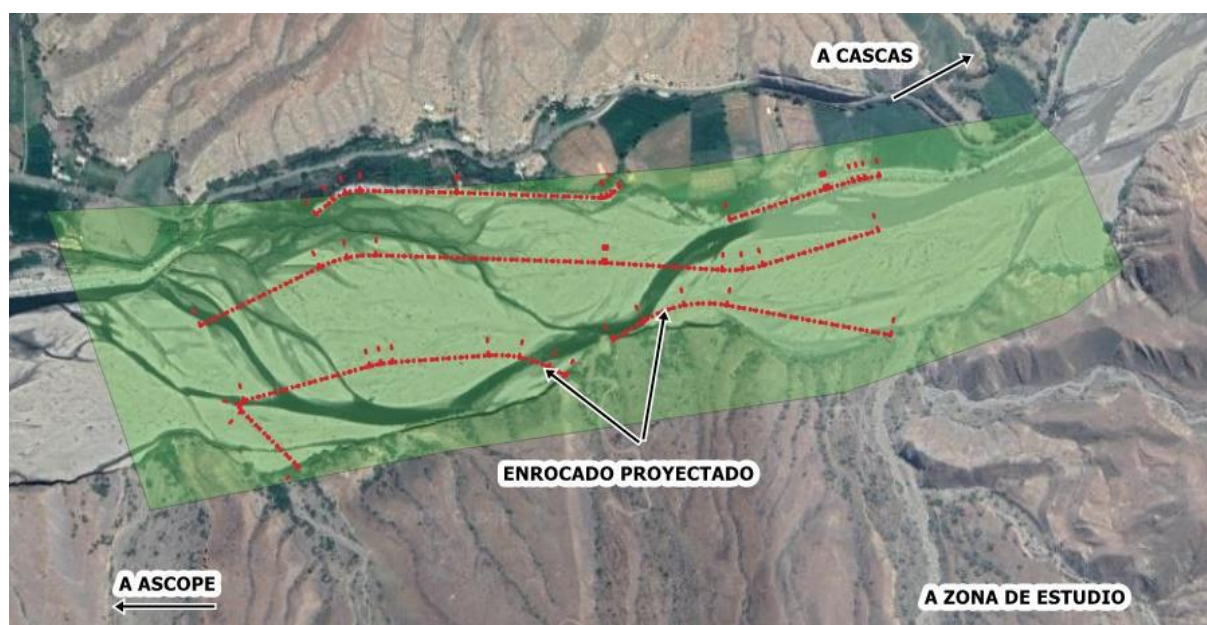 A CASCAS
ENROCADO PROYECTADO
A ASCOPE
A ZONA DE ESTUDIO